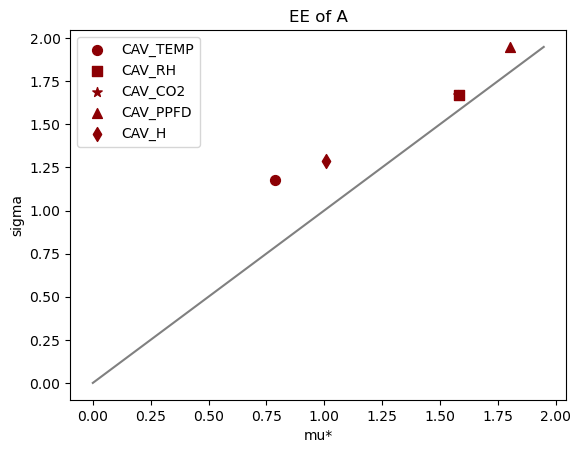 EE of A
CAV_TEMP
CAV_RH
CAV_CO2
CAV_PPFD
CAV_H
sigma
2.00
1.75
1.50
1.25
1.00
0.75
0.50
0.25
0.00
0.00 0.25 0.50 0.75 1.00 1.25 1.50 1.75 2.00
mu*